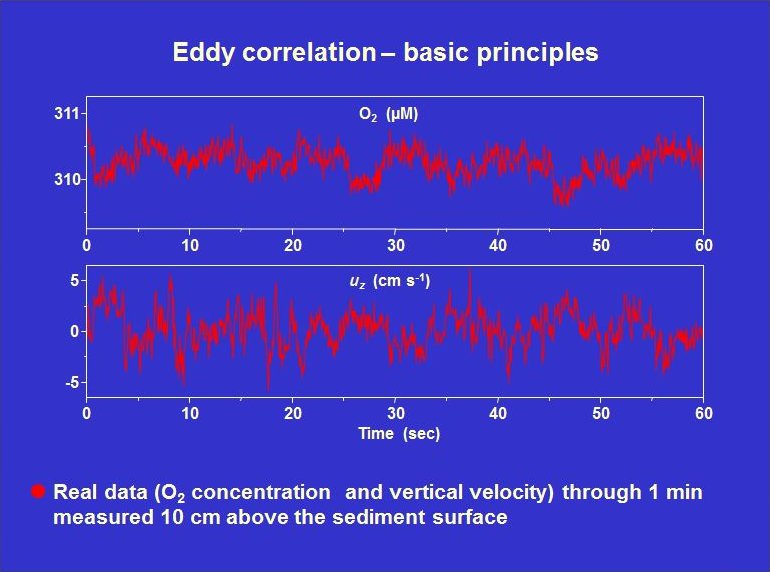 Eddy correlation – basic principles
O₂ (µM)
311
310
0 10 20 30 40 50 60
u_z (cm s⁻¹)
5
0
-5
0 10 20 30 40 50 60
Time (sec)
Real data (O₂ concentration and vertical velocity) through 1 min
measured 10 cm above the sediment surface